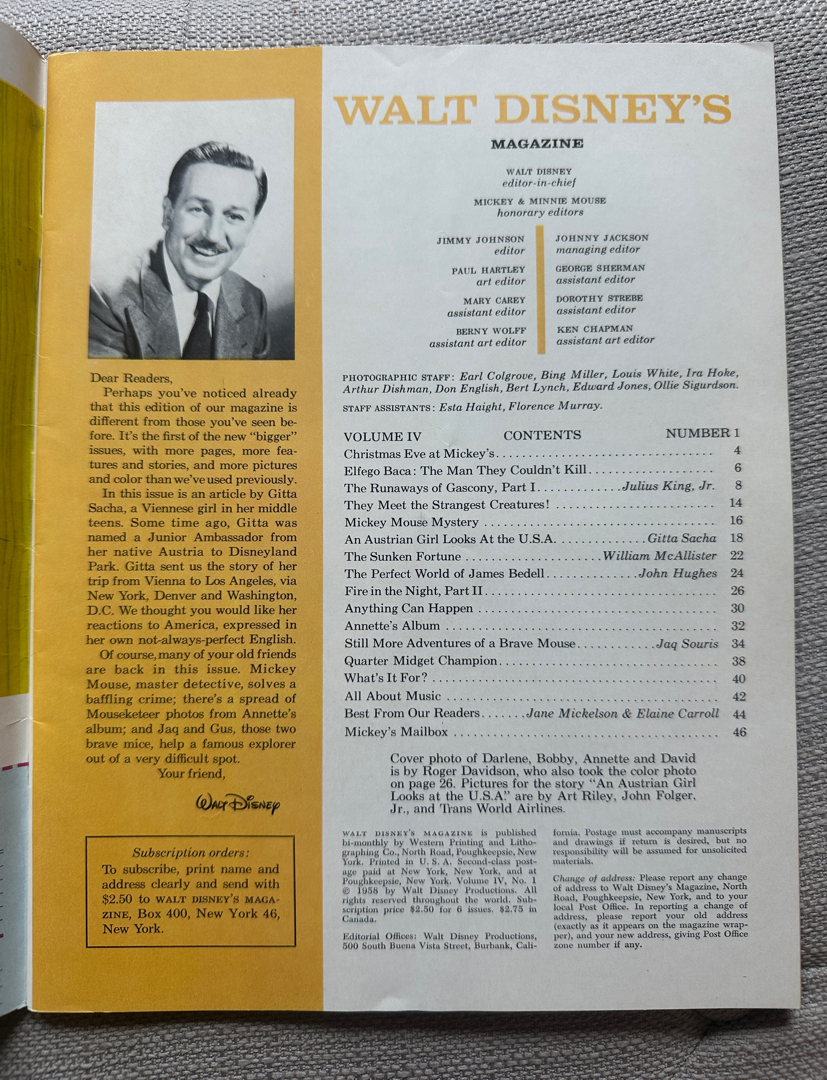 WALT DISNEY'S
MAGAZINE
WALT DISNEY
editor-in-chief
MICKEY & MINNIE MOUSE
honorary editors
JIMMY JOHNSON
editor
PAUL HARTLEY
art editor
MARY CAREY
assistant editor
BERNY WOLFF
assistant art editor
JOHNNY JACKSON
managing editor
GEORGE SHERMAN
assistant editor
DOROTHY STREBE
assistant editor
KEN CHAPMAN
assistant art editor
PHOTOGRAPHIC STAFF: Earl Colgrove, Bing Miller, Louis White, Ira Hoke,
Arthur Dishman, Don English, Bert Lynch, Edward Jones, Ollie Sigurdson.
STAFF ASSISTANTS: Esta Haight, Florence Murray.
VOLUME IV CONTENTS NUMBER 1
Christmas Eve at Mickey's 4
Elfego Baca: The Man They Couldn't Kill 6
The Runaways of Gascony, Part I Julius King, Jr. 8
They Meet the Strangest Creatures! 14
Mickey Mouse Mystery 16
An Austrian Girl Looks At the U.S.A. Gitta Sacha 18
The Sunken Fortune William McAllister 22
The Perfect World of James Bedell John Hughes 24
Fire in the Night, Part II 26
Anything Can Happen 30
Annette's Album 32
Still More Adventures of a Brave Mouse Jaq Souris 34
Quarter Midget Champion 38
What's It For? 40
All About Music 42
Best From Our Readers Jane Mickelson & Elaine Carroll 44
Mickey's Mailbox 46
Cover photo of Darlene, Bobby, Annette and David
is by Roger Davidson, who also took the color photo
on page 26. Pictures for the story "An Austrian Girl
Looks at the U.S.A." are by Art Riley, John Folger,
Jr., and Trans World Airlines.
WALT DISNEY'S MAGAZINE is published
bi-monthly by Western Printing and Litho-
graphing Co., North Road, Poughkeepsie, New
York. Printed in U. S. A. Second-class post-
age paid at New York, New York, and at
Poughkeepsie, New York. Volume IV, No. 1
© 1958 by Walt Disney Productions. All
rights reserved throughout the world. Sub-
scription price $2.50 for 6 issues. $2.75 in
Canada.
Editorial Offices: Walt Disney Productions,
500 South Buena Vista Street, Burbank, Cali-
fornia. Postage must accompany manuscripts
and drawings if return is desired, but no
responsibility will be assumed for unsolicited
materials.
Change of address: Please report any change
of address to Walt Disney's Magazine, North
Road, Poughkeepsie, New York, and to your
local Post Office. In reporting a change of
address, please report your old address
(exactly as it appears on the magazine wrap-
per), and your new address, giving Post Office
zone number if any.
Dear Readers,
Perhaps you've noticed already
that this edition of our magazine is
different from those you've seen be-
fore. It's the first of the new "bigger"
issues, with more pages, more fea-
tures and stories, and more pictures
and color than we've used previously.
In this issue is an article by Gitta
Sacha, a Viennese girl in her middle
teens. Some time ago, Gitta was
named a Junior Ambassador from
her native Austria to Disneyland
Park. Gitta sent us the story of her
trip from Vienna to Los Angeles, via
New York, Denver and Washington,
D.C. We thought you would like her
reactions to America, expressed in
her own not-always-perfect English.
Of course, many of your old friends
are back in this issue. Mickey
Mouse, master detective, solves a
baffling crime; there's a spread of
Mouseketeer photos from Annette's
album; and Jaq and Gus, those two
brave mice, help a famous explorer
out of a very difficult spot.
Your friend,
Walt Disney
Subscription orders:
To subscribe, print name and
address clearly and send with
$2.50 to WALT DISNEY'S MAGA-
ZINE, Box 400, New York 46,
New York.